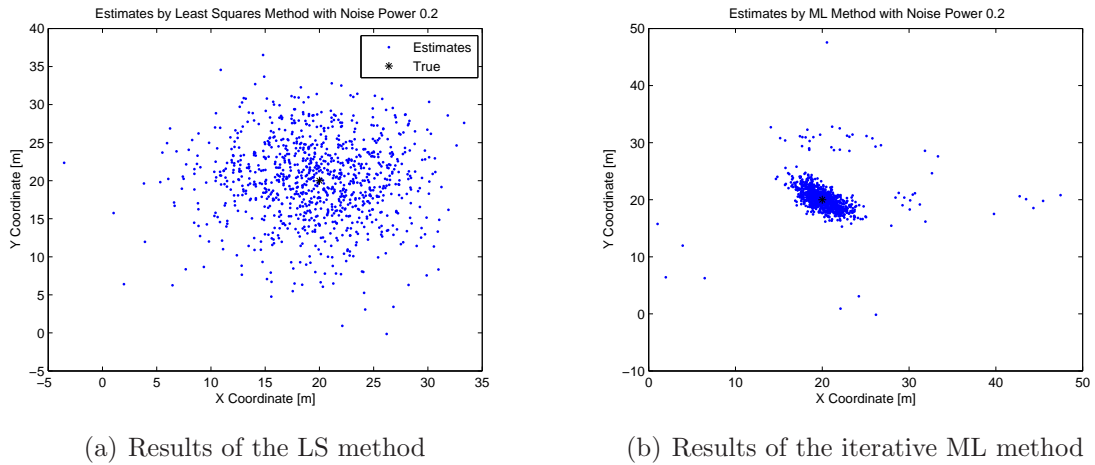 Estimates by Least Squares Method with Noise Power 0.2
40
35
30
25
20
15
10
5
0
−5
Y Coordinate [m]
−5 0 5 10 15 20 25 30 35
X Coordinate [m]
Estimates
True
(a) Results of the LS method
Estimates by ML Method with Noise Power 0.2
50
40
30
20
10
0
−10
Y Coordinate [m]
0 10 20 30 40 50
X Coordinate [m]
(b) Results of the iterative ML method